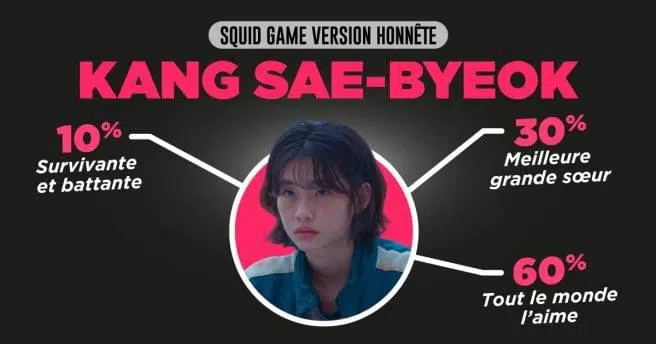 SQUID GAME VERSION HONNÊTE
KANG SAE-BYEOK
10%
Survivante
et battante
30%
Meilleure
grande sœur
60%
Tout le monde
l'aime